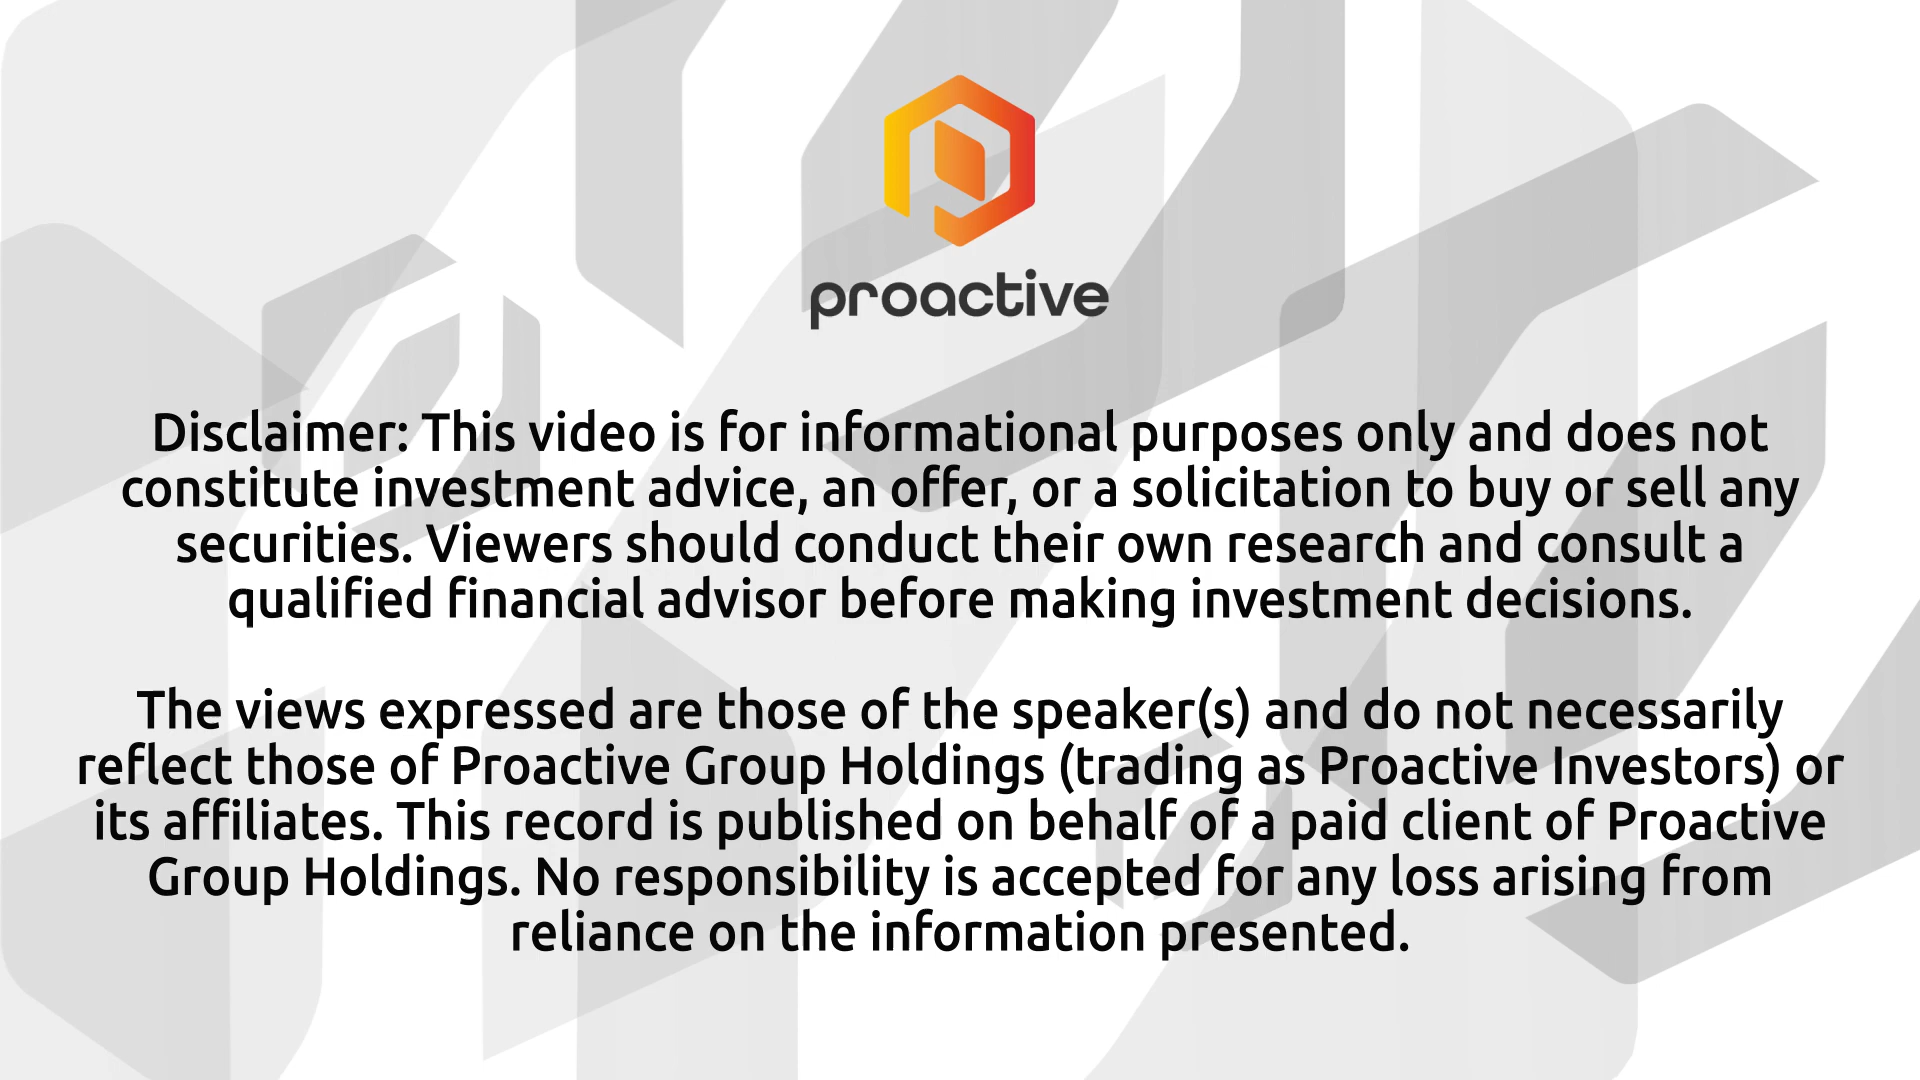 proactive
Disclaimer: This video is for informational purposes only and does not
constitute investment advice, an offer, or a solicitation to buy or sell any
securities. Viewers should conduct their own research and consult a
qualified financial advisor before making investment decisions.
The views expressed are those of the speaker(s) and do not necessarily
reflect those of Proactive Group Holdings (trading as Proactive Investors) or
its affiliates. This record is published on behalf of a paid client of Proactive
Group Holdings. No responsibility is accepted for any loss arising from
reliance on the information presented.